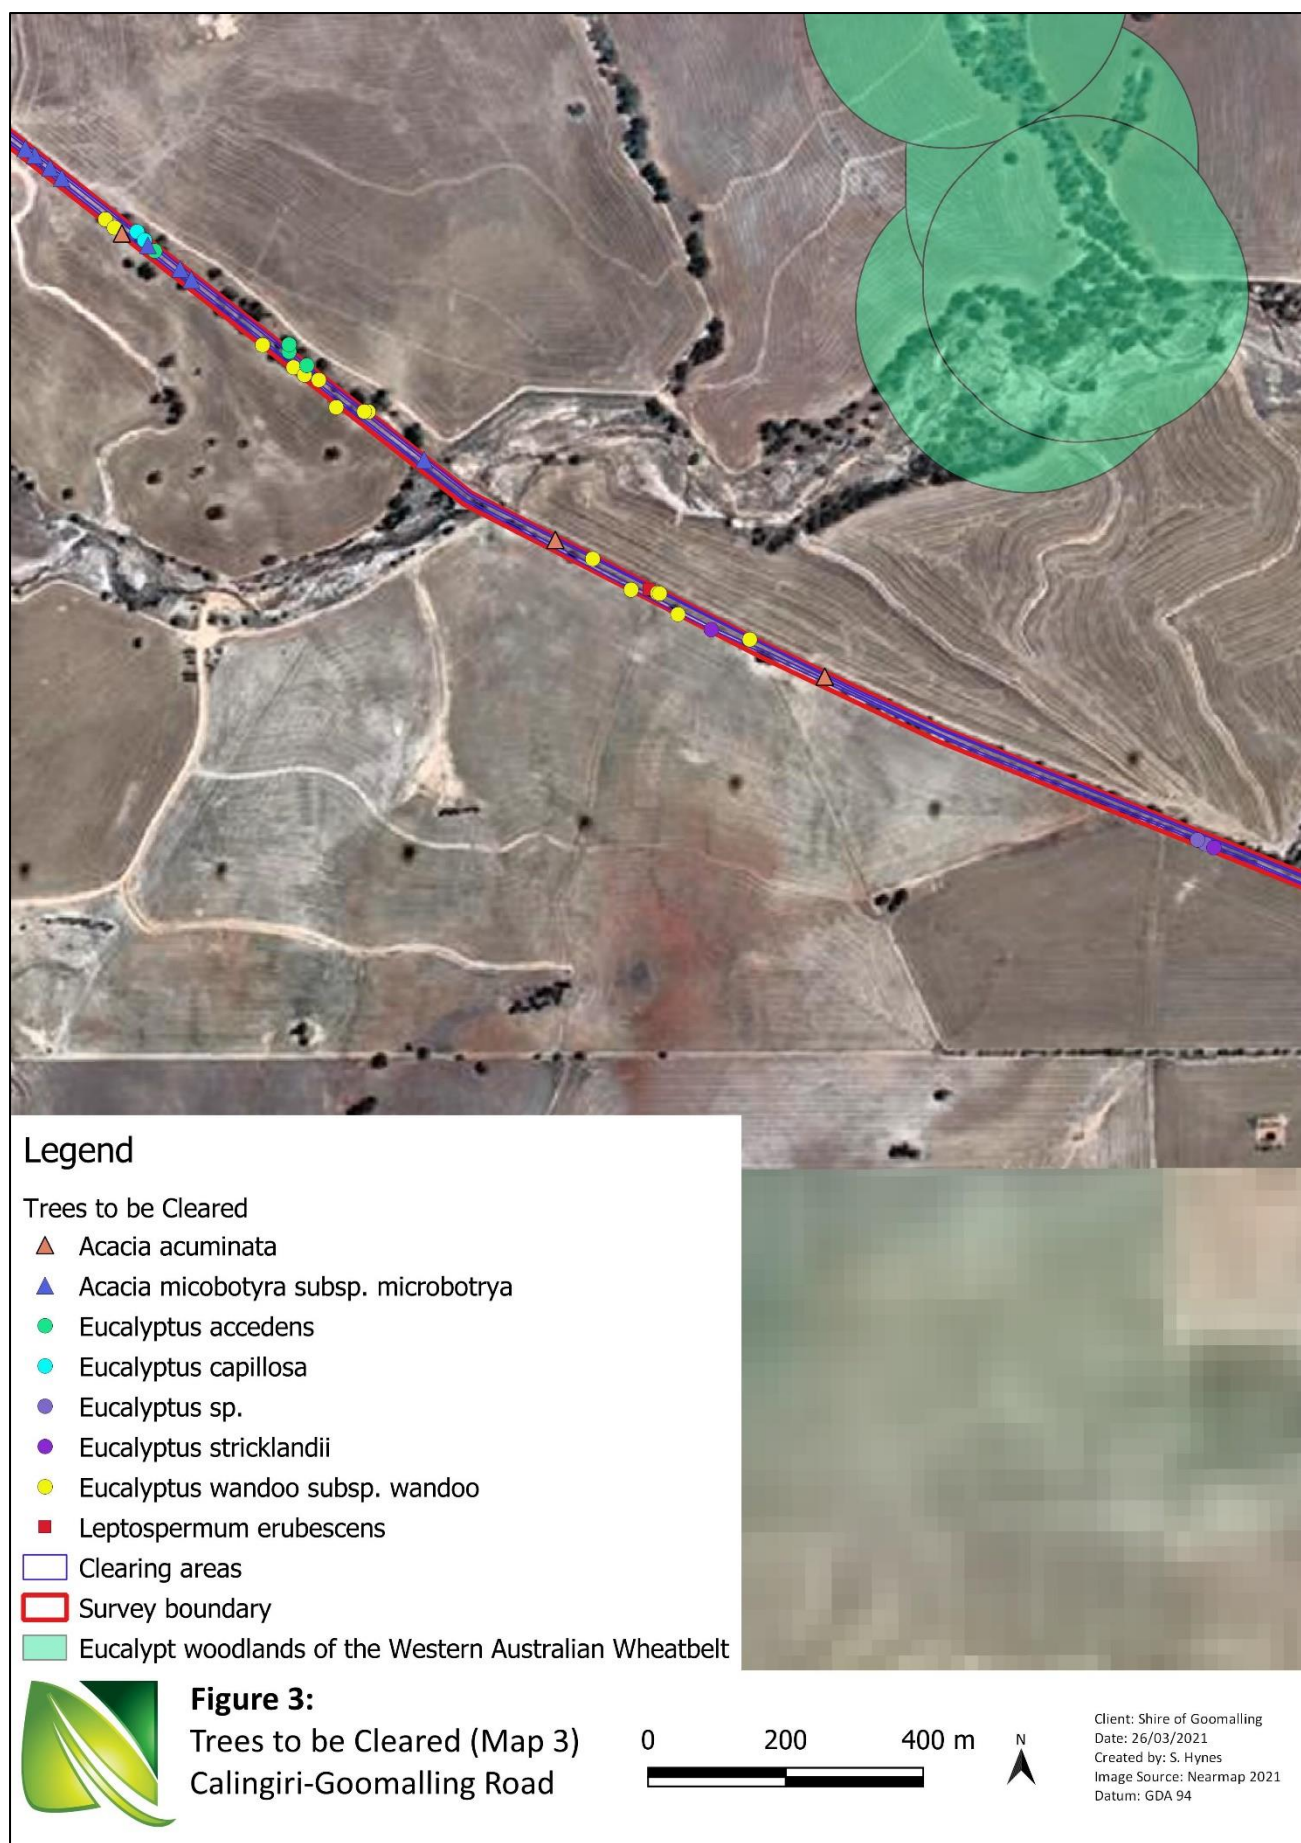 Legend
Trees to be Cleared
Acacia acuminata
Acacia micobotyra subsp. microbotrya
Eucalyptus accedens
Eucalyptus capillosa
Eucalyptus sp.
Eucalyptus stricklandii
Eucalyptus wandoo subsp. wandoo
Leptospermum erubescens
Clearing areas
Survey boundary
Eucalypt woodlands of the Western Australian Wheatbelt
Figure 3:
Trees to be Cleared (Map 3)
Calingiri-Goomalling Road
0 200 400 m
N
Client: Shire of Goomalling
Date: 26/03/2021
Created by: S. Hynes
Image Source: Nearmap 2021
Datum: GDA 94